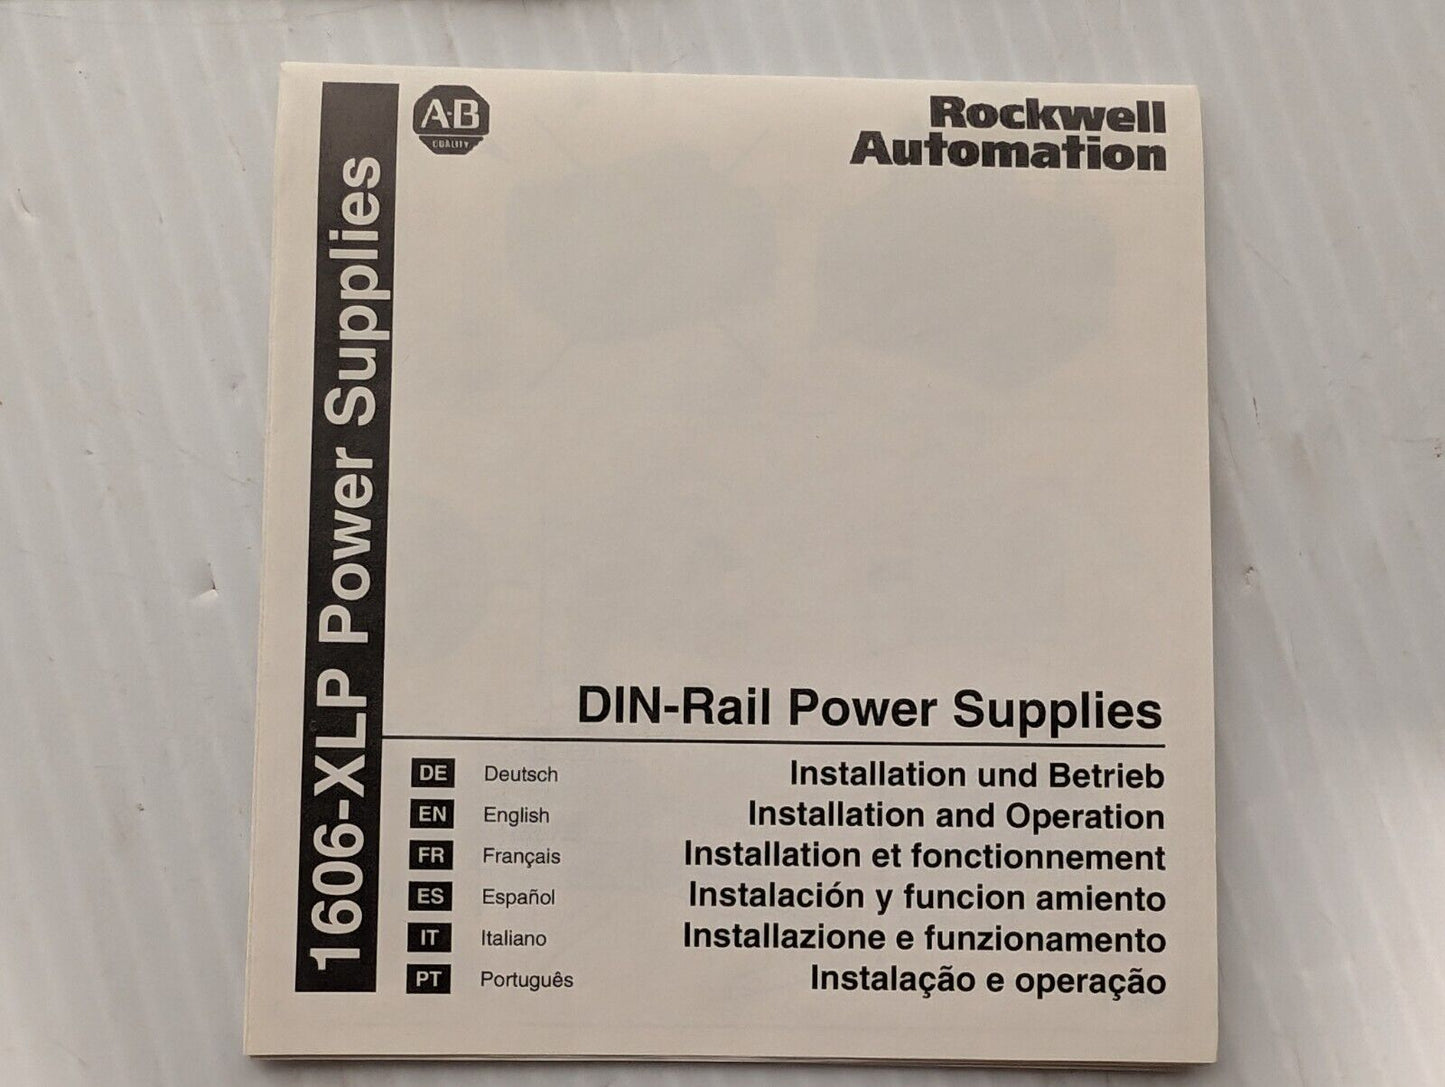 A-B
QUALITY
Rockwell
Automation
1606-XLP Power Supplies
DIN-Rail Power Supplies
DE Deutsch Installation und Betrieb
EN English Installation and Operation
FR Français Installation et fonctionnement
ES Español Instalación y funcion amiento
IT Italiano Installazione e funzionamento
PT Português Instalação e operação